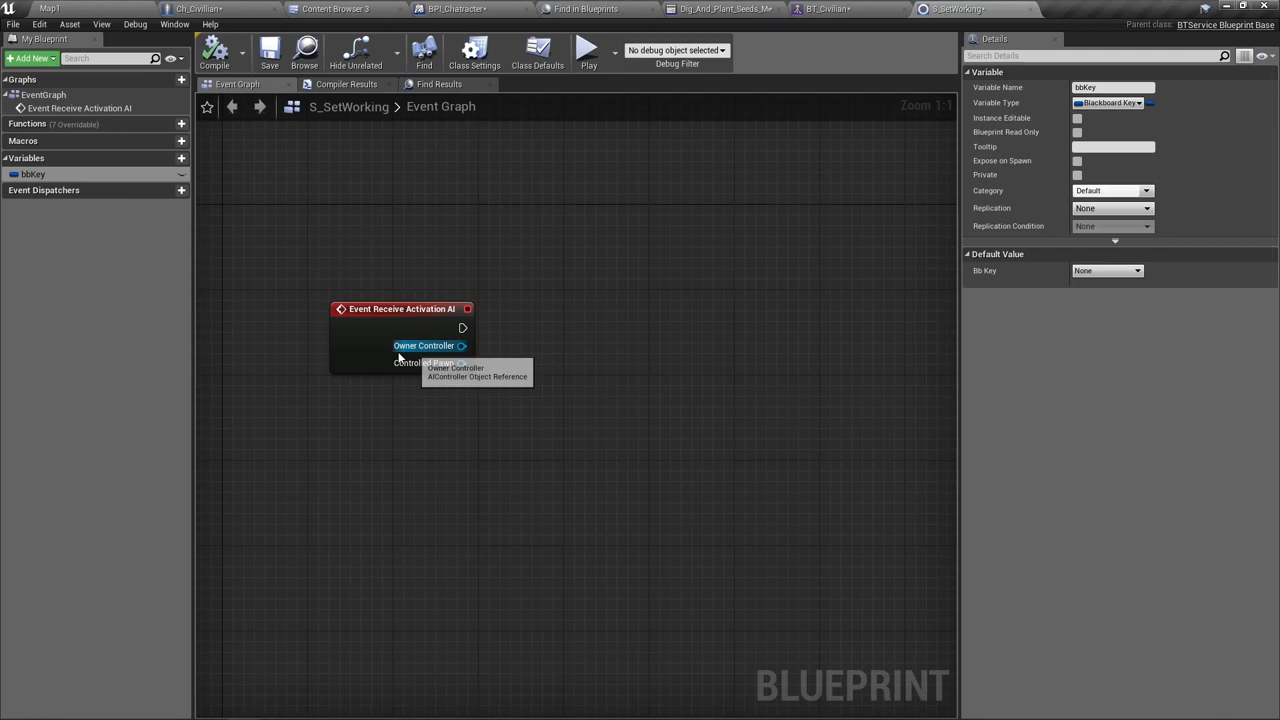 Map1
Ch_Civilian*
Content Browser 3
BPI_Chatracter*
Find in Blueprints
Dig_And_Plant_Seeds_Mo
BT_Civilian*
S_SetWorking*
File Edit Asset View Debug Window Help
Parent class: BTService Blueprint Base
My Blueprint
Add New
Search
Graphs
EventGraph
Event Receive Activation AI
Functions (7 Overridable)
Macros
Variables
bbKey
Event Dispatchers
Compile
Save
Browse
Hide Unrelated
Find
Class Settings
Class Defaults
Play
No debug object selected
Debug Filter
Event Graph
Compiler Results
Find Results
S_SetWorking > Event Graph
Zoom 1:1
Event Receive Activation AI
Owner Controller
Controlled Pawn
Owner Controller
AIController Object Reference
BLUEPRINT
Details
Search Details
Variable
Variable Name bbKey
Variable Type Blackboard Key
Instance Editable
Blueprint Read Only
Tooltip
Expose on Spawn
Private
Category Default
Replication None
Replication Condition None
Default Value
Bb Key None